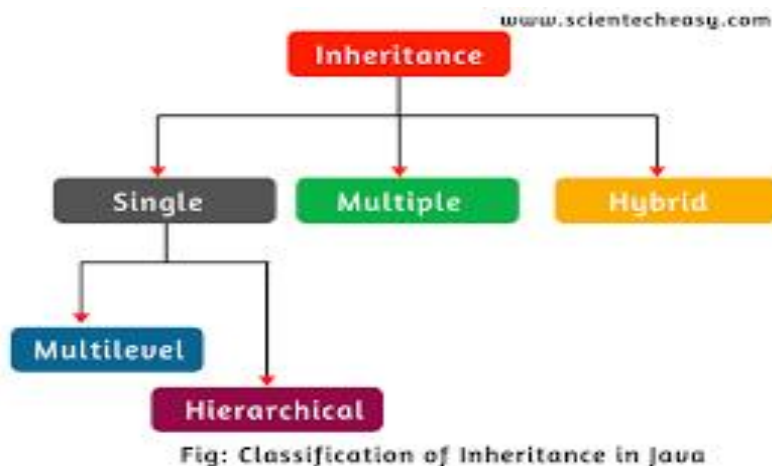 www.scientecheasy.com
Inheritance
Single
Multiple
Hybrid
Multilevel
Hierarchical
Fig: Classification of Inheritance in Java